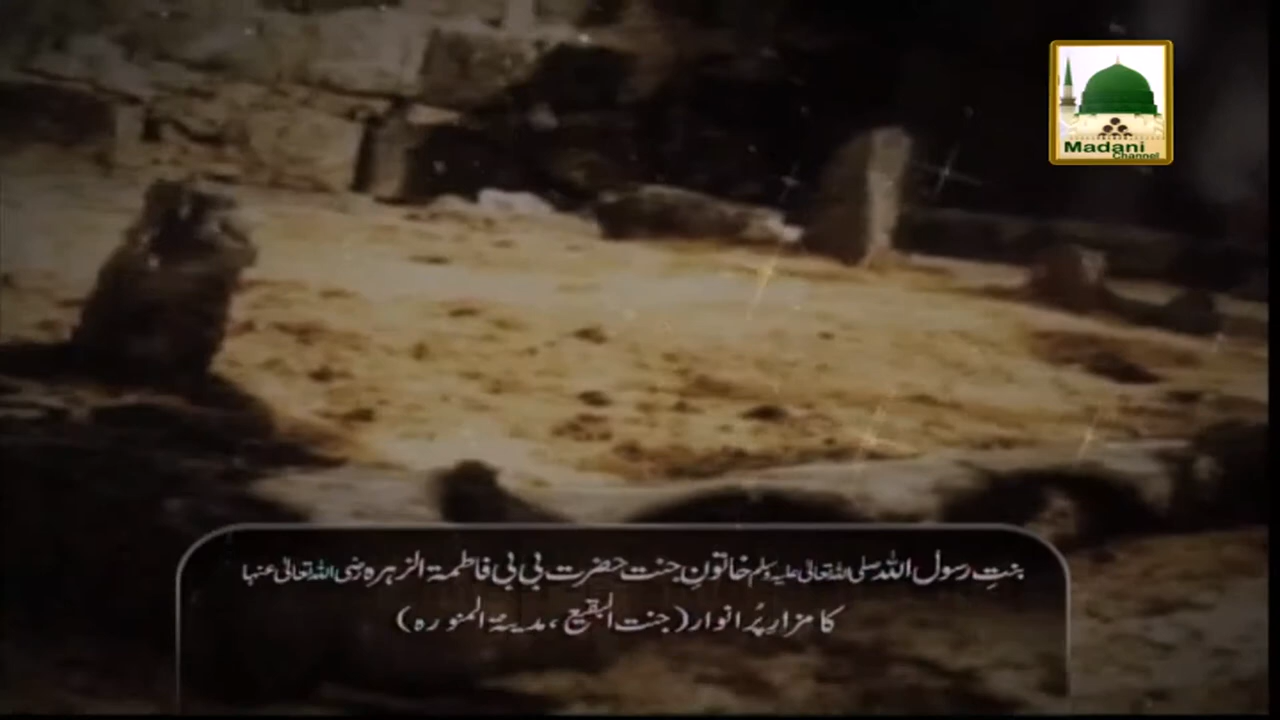 Madani
Channel
بنتِ رسول اللہ صلی اللہ تعالیٰ علیہ وسلم خاتونِ جنت حضرت بی بی فاطمۃ الزہرہ رضی اللہ تعالیٰ عنہا
کا مزارِ پُر انوار (جنت البقیع، مدینۃ المنورہ)